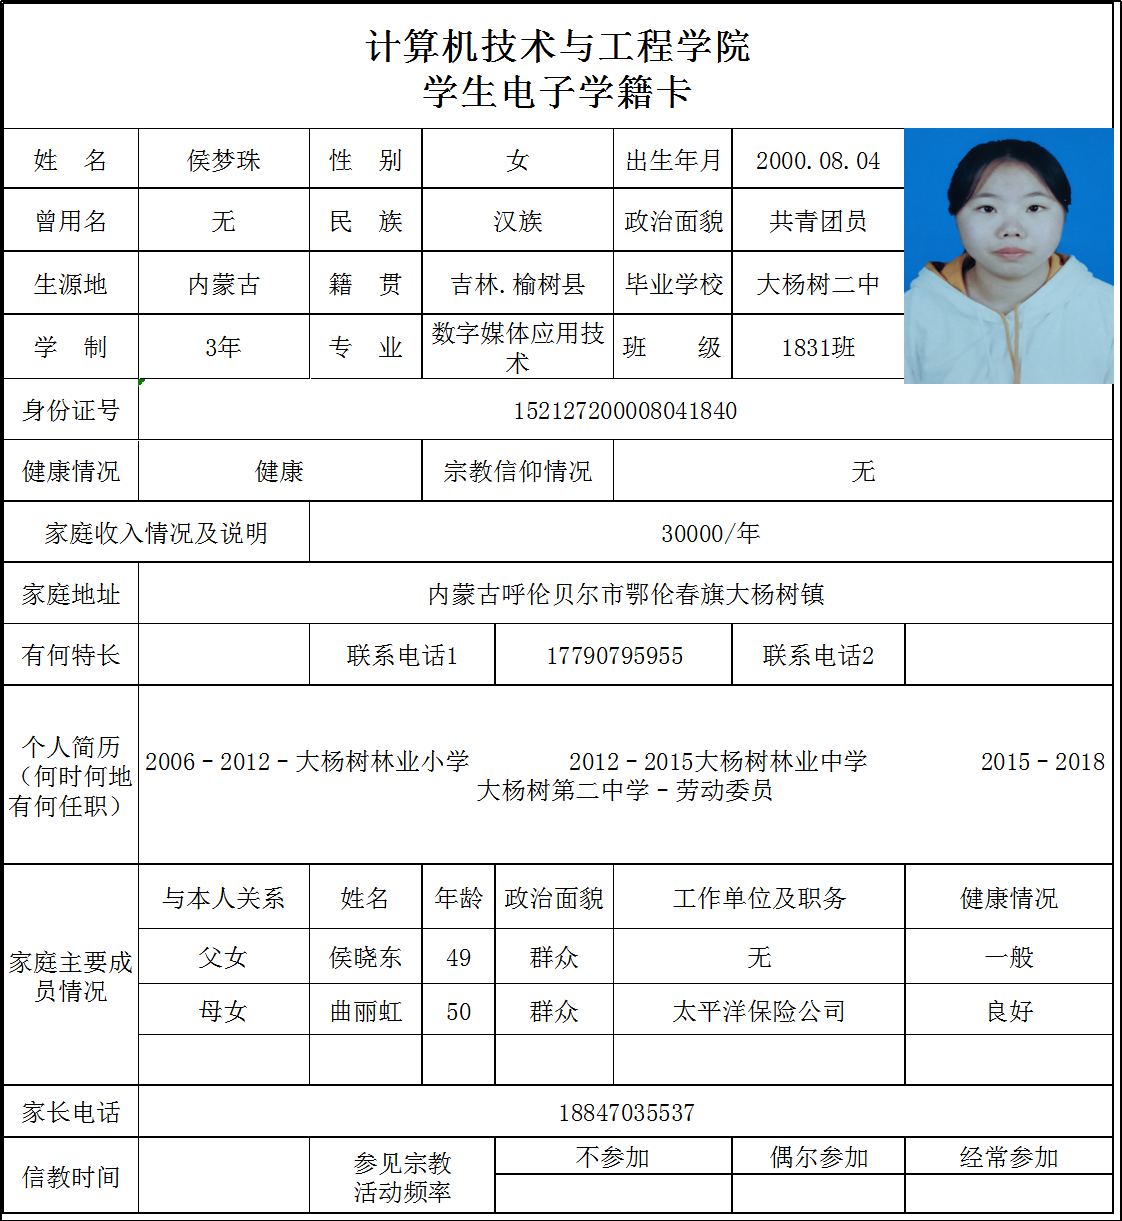 计算机技术与工程学院
学生电子学籍卡
姓 名 侯梦珠 性 别 女 出生年月 2000.08.04
曾用名 无 民 族 汉族 政治面貌 共青团员
生源地 内蒙古 籍 贯 吉林.榆树县 毕业学校 大杨树二中
学 制 3年 专 业 数字媒体应用技术 班 级 1831班
身份证号 152127200008041840
健康情况 健康 宗教信仰情况 无
家庭收入情况及说明 30000/年
家庭地址 内蒙古呼伦贝尔市鄂伦春旗大杨树镇
有何特长 联系电话1 17790795955 联系电话2
个人简历
（何时何地
有何任职）
2006-2012-大杨树林业小学 2012-2015大杨树林业中学 2015-2018
大杨树第二中学-劳动委员
家庭主要成
员情况
与本人关系 姓名 年龄 政治面貌 工作单位及职务 健康情况
父女 侯晓东 49 群众 无 一般
母女 曲丽虹 50 群众 太平洋保险公司 良好
家长电话 18847035537
信教时间 参见宗教
活动频率
不参加 偶尔参加 经常参加